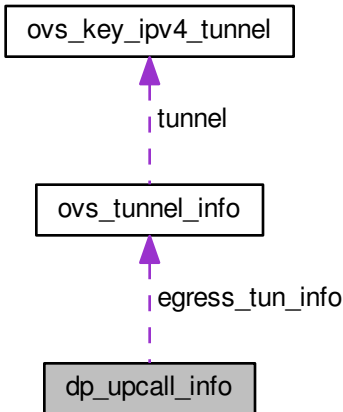 ovs_key_ipv4_tunnel
tunnel
ovs_tunnel_info
egress_tun_info
dp_upcall_info